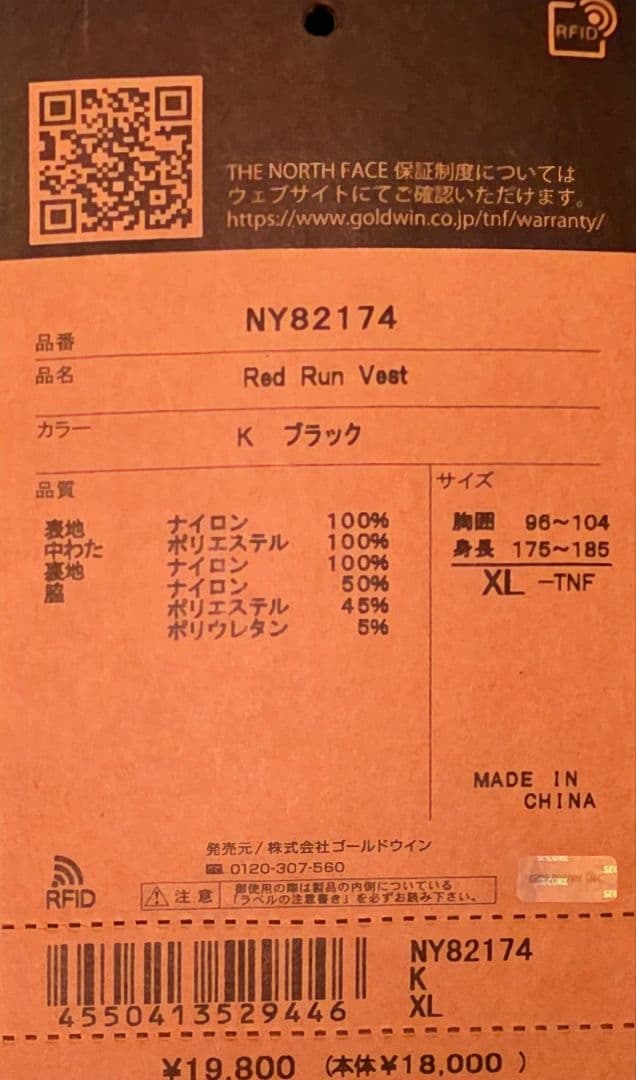 RFID
THE NORTH FACE 保証制度については
ウェブサイトにてご確認いただけます。
https://www.goldwin.co.jp/tnf/warranty/
品番 NY82174
品名 Red Run Vest
カラー K ブラック
品質
表地 ナイロン 100%
中わた ポリエステル 100%
裏地 ナイロン 100%
脇 ナイロン 50%
ポリエステル 45%
ポリウレタン 5%
サイズ
胸囲 96〜104
身長 175〜185
XL -TNF
MADE IN
CHINA
発売元/株式会社ゴールドウイン
0120-307-560
RFID
注意
御使用の際は製品の内側についている
「ラベルの注意書き」を必ずお読み下さい。
SECURE
SECURE
4550413529446
NY82174
K
XL
¥19,800 (本体¥18,000 )